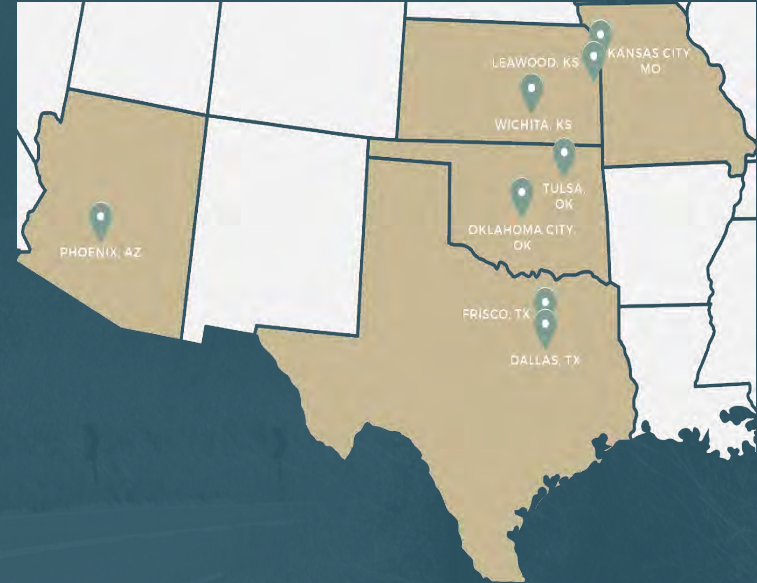 LEAWOOD, KS
KANSAS CITY
MO
WICHITA, KS
TULSA,
OK
OKLAHOMA CITY,
OK
PHOENIX, AZ
FRISCO, TX
DALLAS, TX